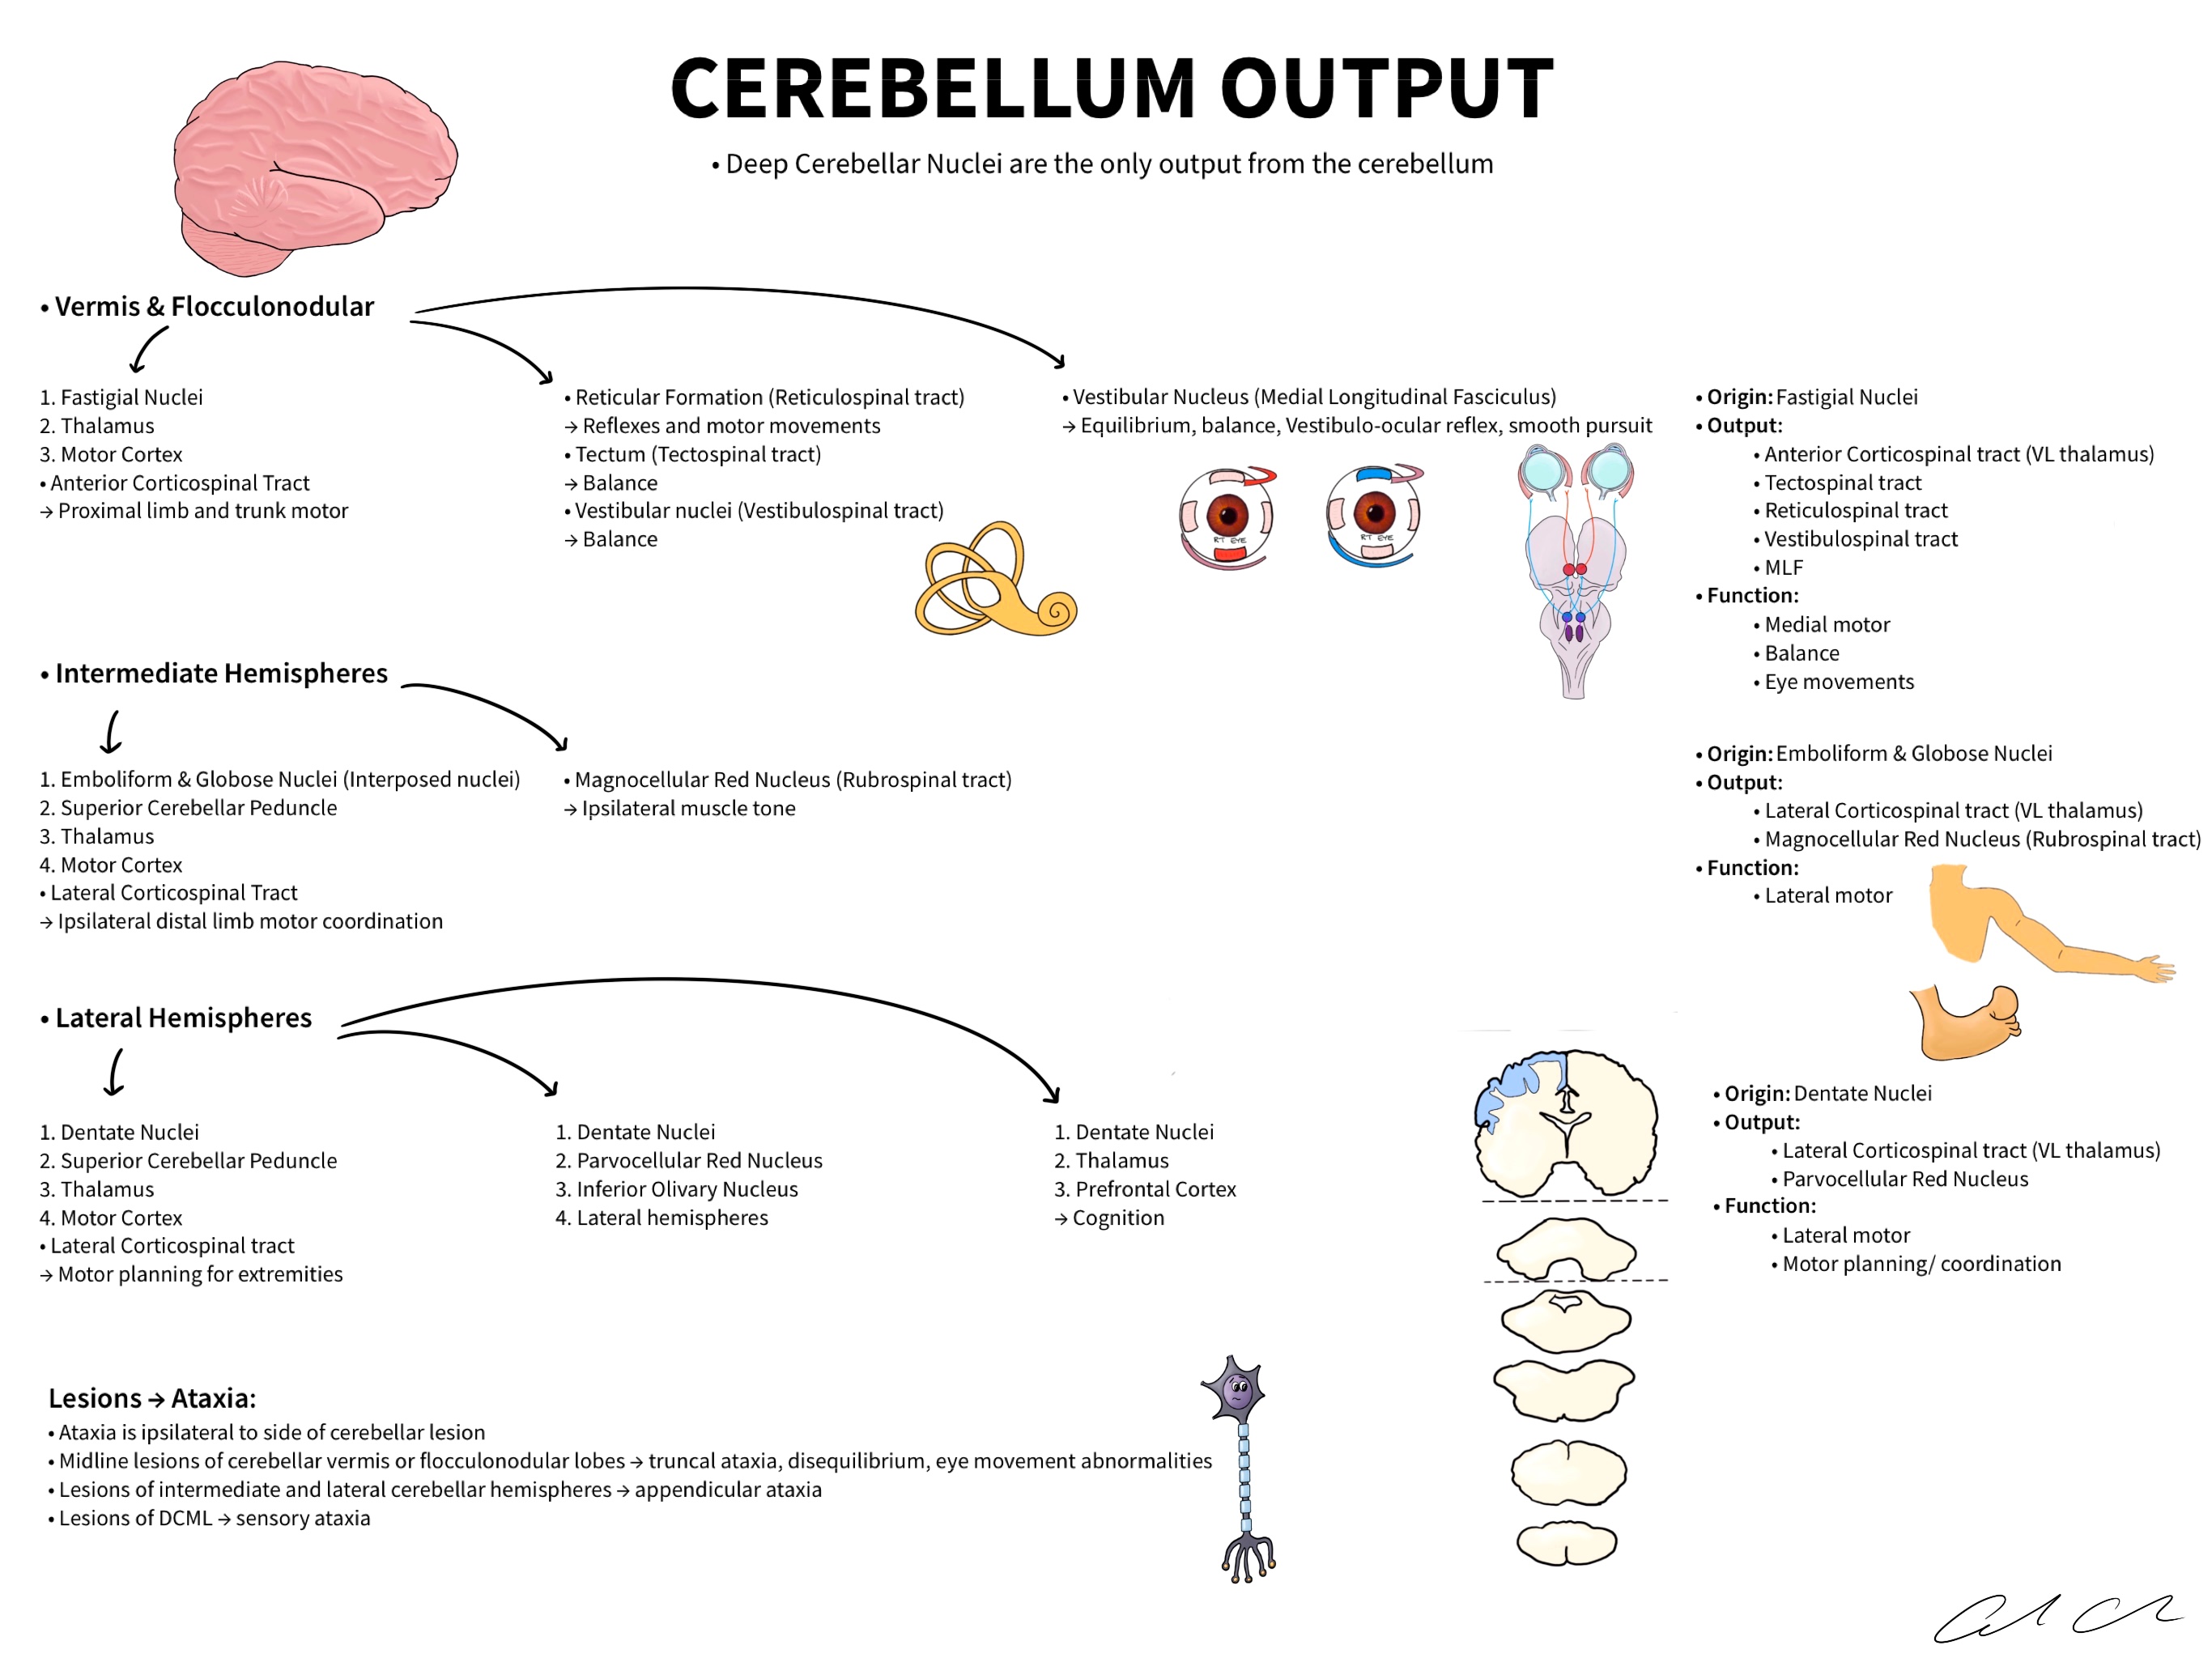 CEREBELLUM OUTPUT
• Deep Cerebellar Nuclei are the only output from the cerebellum
• Vermis & Flocculonodular
1. Fastigial Nuclei
2. Thalamus
3. Motor Cortex
• Anterior Corticospinal Tract
→ Proximal limb and trunk motor
• Reticular Formation (Reticulospinal tract)
→ Reflexes and motor movements
• Tectum (Tectospinal tract)
→ Balance
• Vestibular nuclei (Vestibulospinal tract)
→ Balance
• Vestibular Nucleus (Medial Longitudinal Fasciculus)
→ Equilibrium, balance, Vestibulo-ocular reflex, smooth pursuit
RT EYE
RT EYE
• Origin: Fastigial Nuclei
• Output:
• Anterior Corticospinal tract (VL thalamus)
• Tectospinal tract
• Reticulospinal tract
• Vestibulospinal tract
• MLF
• Function:
• Medial motor
• Balance
• Eye movements
• Intermediate Hemispheres
1. Emboliform & Globose Nuclei (Interposed nuclei)
2. Superior Cerebellar Peduncle
3. Thalamus
4. Motor Cortex
• Lateral Corticospinal Tract
→ Ipsilateral distal limb motor coordination
• Magnocellular Red Nucleus (Rubrospinal tract)
→ Ipsilateral muscle tone
• Origin: Emboliform & Globose Nuclei
• Output:
• Lateral Corticospinal tract (VL thalamus)
• Magnocellular Red Nucleus (Rubrospinal tract)
• Function:
• Lateral motor
• Lateral Hemispheres
1. Dentate Nuclei
2. Superior Cerebellar Peduncle
3. Thalamus
4. Motor Cortex
• Lateral Corticospinal tract
→ Motor planning for extremities
1. Dentate Nuclei
2. Parvocellular Red Nucleus
3. Inferior Olivary Nucleus
4. Lateral hemispheres
1. Dentate Nuclei
2. Thalamus
3. Prefrontal Cortex
→ Cognition
• Origin: Dentate Nuclei
• Output:
• Lateral Corticospinal tract (VL thalamus)
• Parvocellular Red Nucleus
• Function:
• Lateral motor
• Motor planning/ coordination
Lesions → Ataxia:
• Ataxia is ipsilateral to side of cerebellar lesion
• Midline lesions of cerebellar vermis or flocculonodular lobes → truncal ataxia, disequilibrium, eye movement abnormalities
• Lesions of intermediate and lateral cerebellar hemispheres → appendicular ataxia
• Lesions of DCML → sensory ataxia